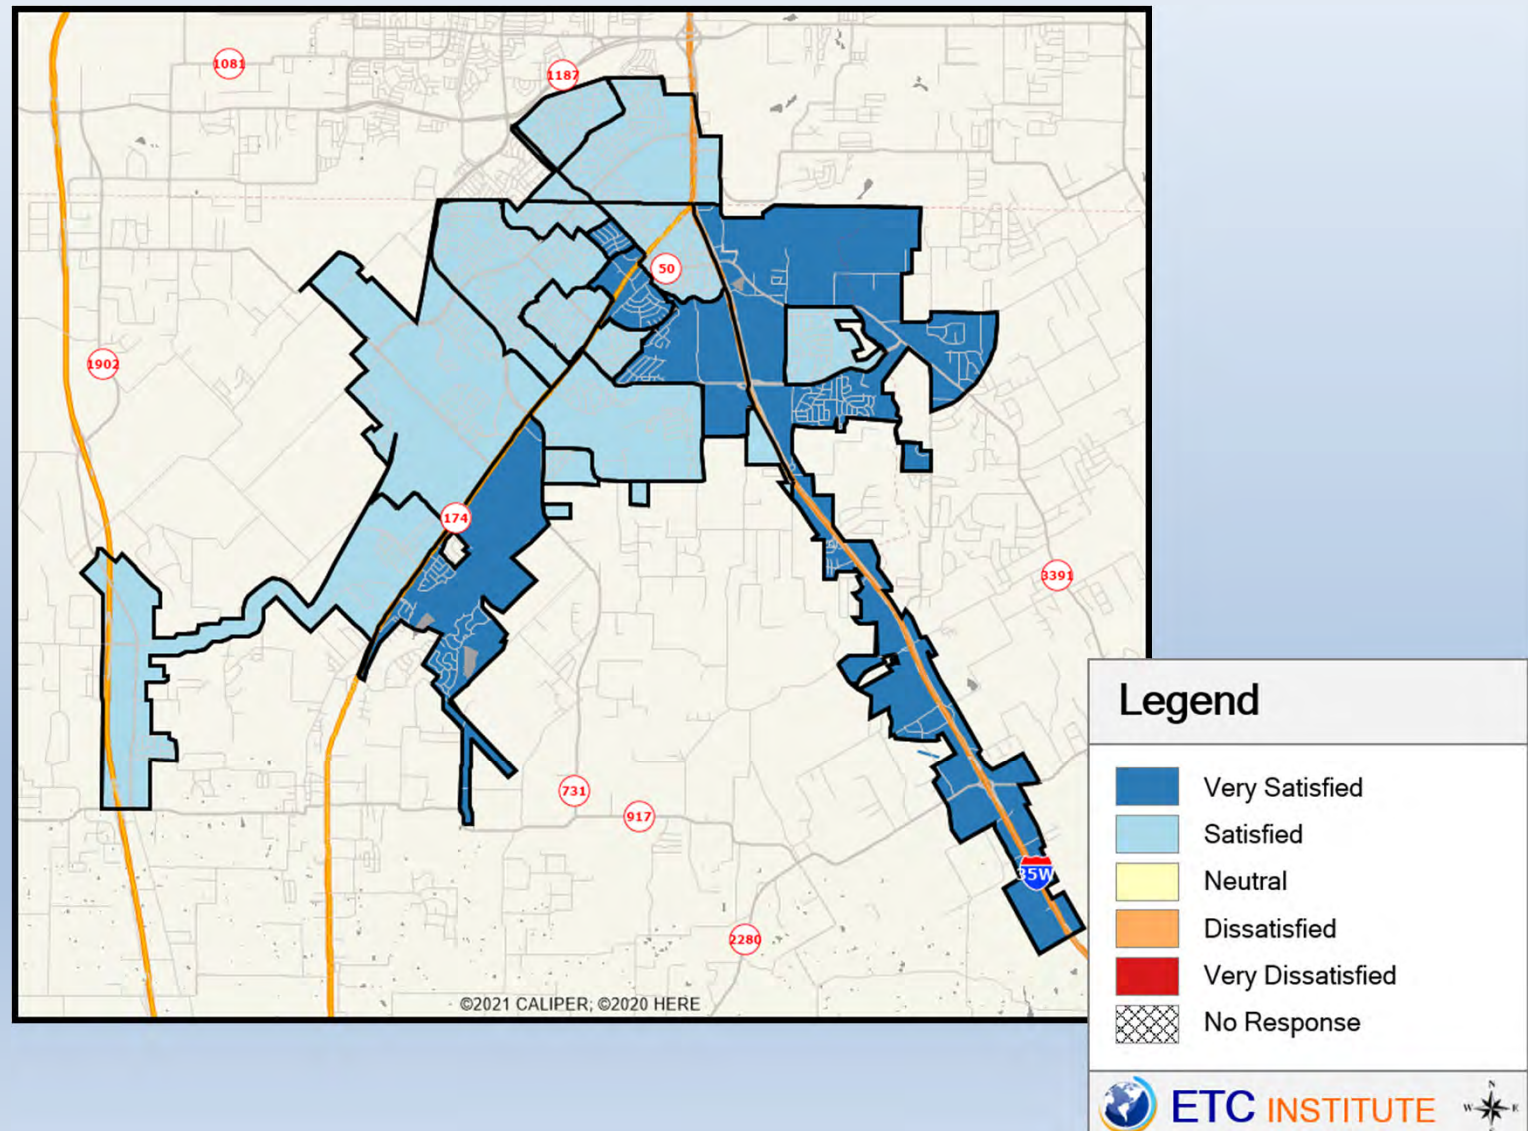 1081
1187
50
1902
174
3391
731
917
35W
2280
©2021 CALIPER; ©2020 HERE
Legend
Very Satisfied
Satisfied
Neutral
Dissatisfied
Very Dissatisfied
No Response
ETC INSTITUTE
N
W E